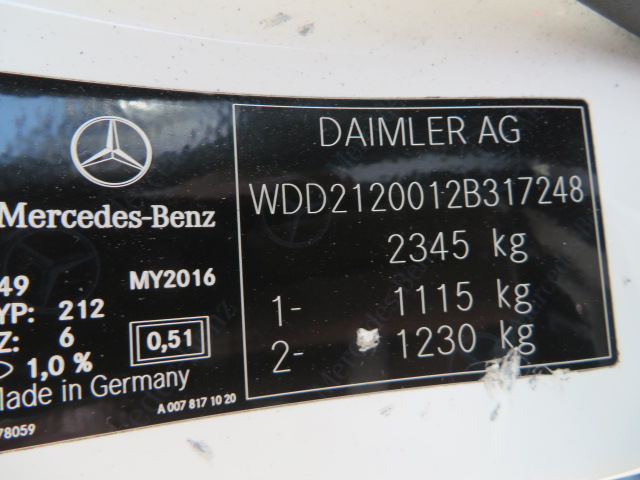 Mercedes-Benz
49 MY2016
YP: 212
Z: 6 0,51
1,0 %
Made in Germany
A 007 817 10 20
78059
DAIMLER AG
WDD2120012B317248
2345 kg
1- 1115 kg
2- 1230 kg